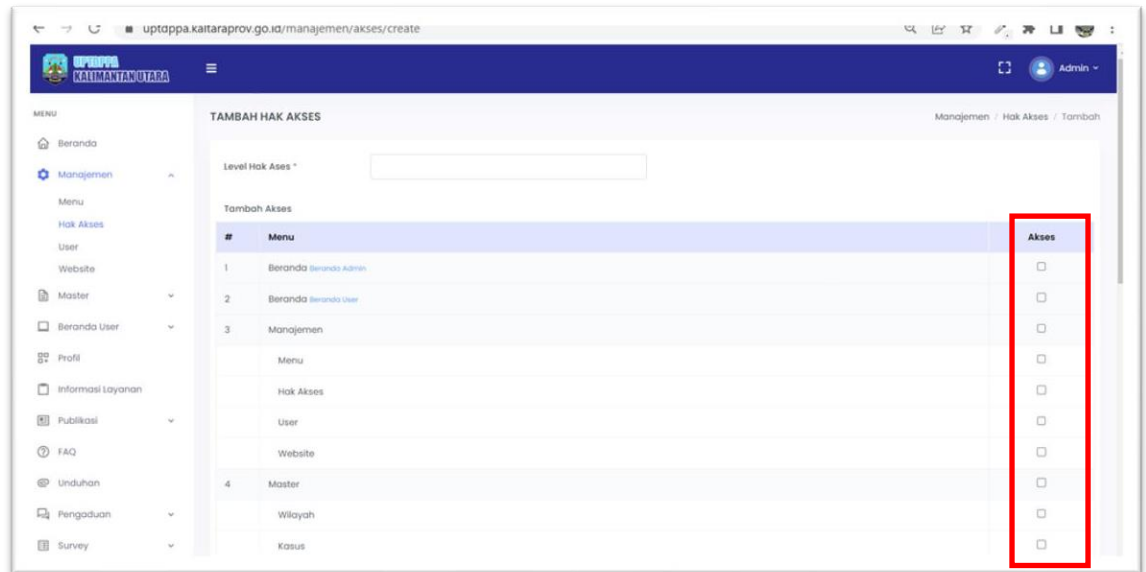 uptdppa.kaltaraprov.go.id/manajemen/akses/create
UPTDPPA
KALIMANTAN UTARA
Admin
MENU
TAMBAH HAK AKSES
Manajemen / Hak Akses / Tambah
Beranda
Manajemen
Menu
Hak Akses
User
Website
Master
Beranda User
Profil
Informasi Layanan
Publikasi
FAQ
Unduhan
Pengaduan
Survey
Level Hak Ases *
Tambah Akses
# Menu Akses
1 Beranda Beranda Admin
2 Beranda Beranda User
3 Manajemen
Menu
Hak Akses
User
Website
4 Master
Wilayah
Kasus